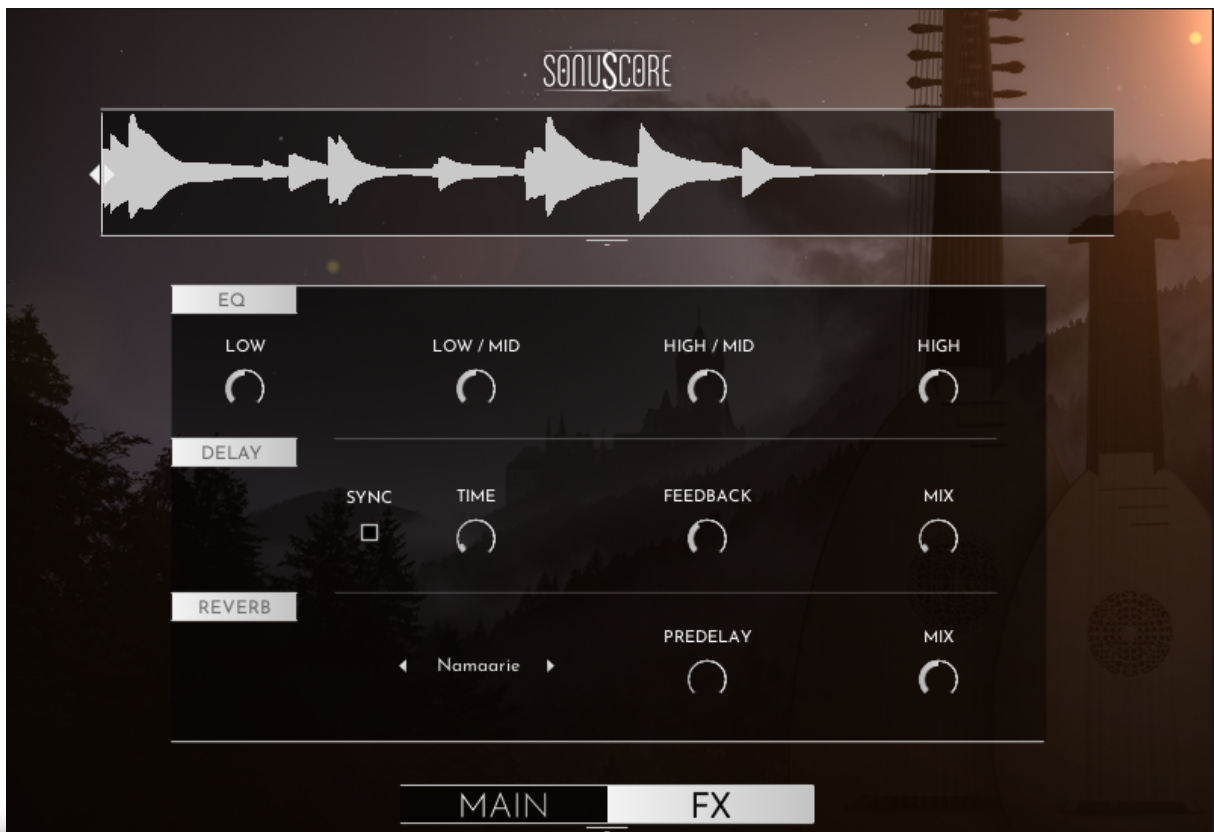 SONUSCORE
EQ
LOW LOW / MID HIGH / MID HIGH
DELAY
SYNC TIME FEEDBACK MIX
REVERB
PREDELAY MIX
Namaarie
MAIN FX